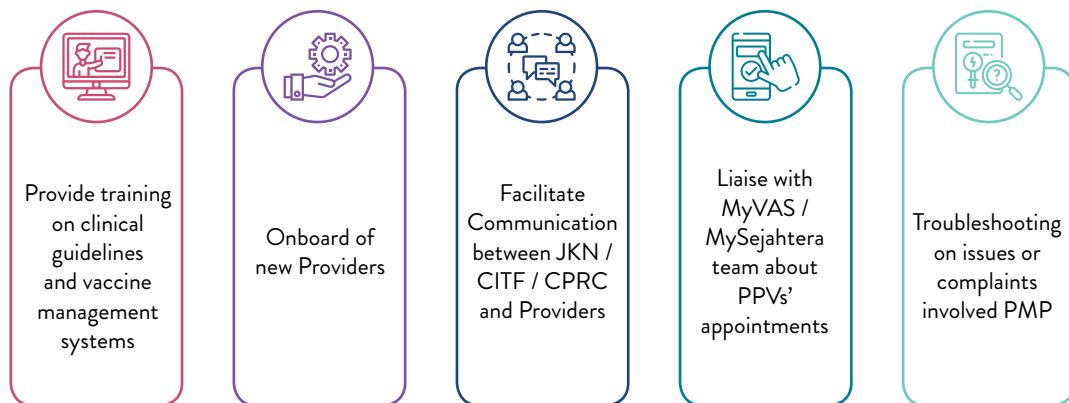 Provide training
on clinical
guidelines
and vaccine
management
systems
Onboard of
new Providers
Facilitate
Communication
between JKN /
CITF / CPRC
and Providers
Liaise with
MyVAS /
MySejahtera
team about
PPVs’
appointments
Troubleshooting
on issues or
complaints
involved PMP